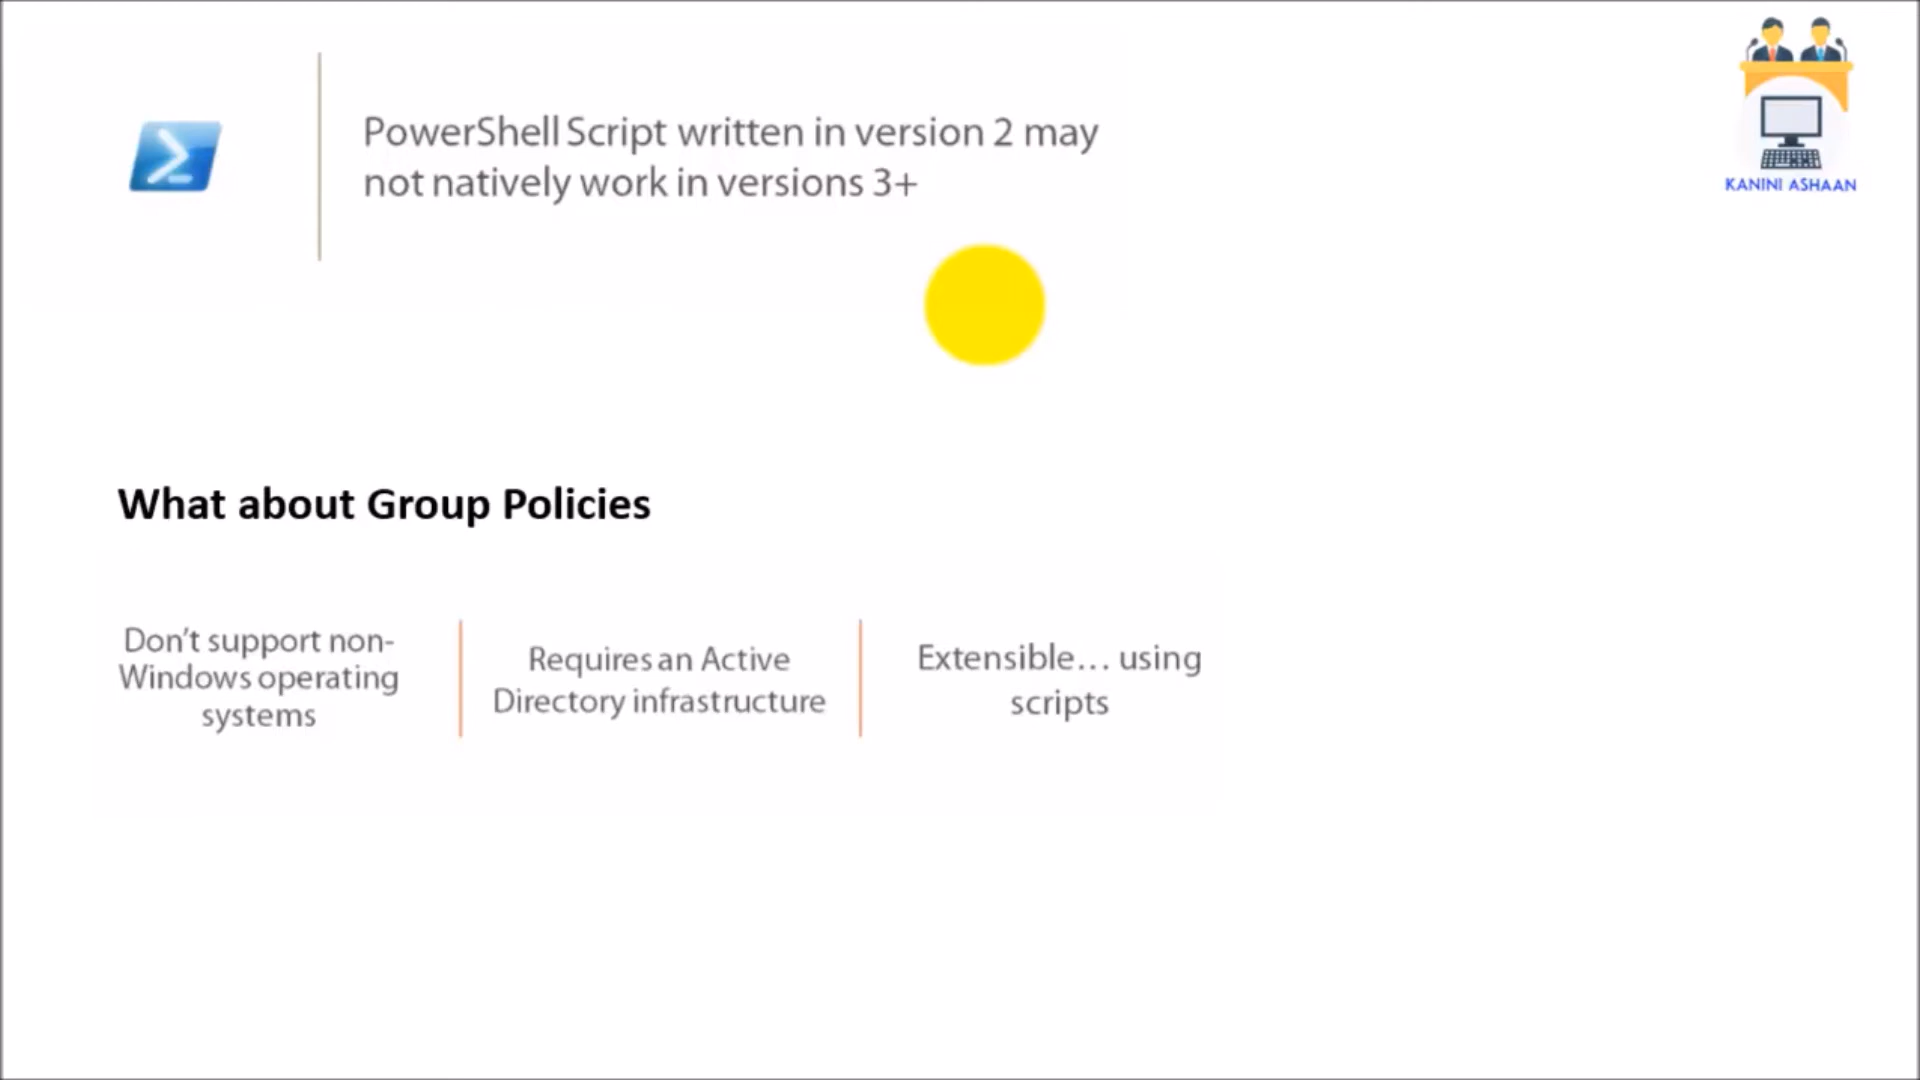 PowerShell Script written in version 2 may
not natively work in versions 3+
KANINI ASHAAN
What about Group Policies
Don't support non-
Windows operating
systems
Requires an Active
Directory infrastructure
Extensible... using
scripts